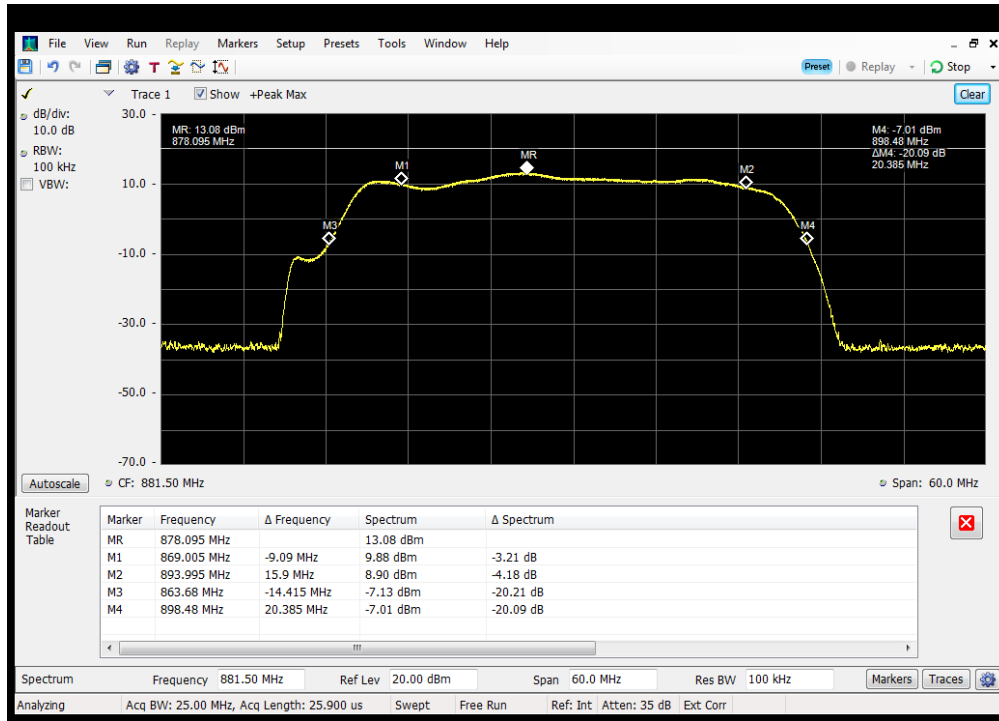 File View Run Replay Markers Setup Presets Tools Window Help
T Preset Replay Stop
Trace 1 Show +Peak Max Clear
dB/div:
10.0 dB
RBW:
100 kHz
VBW:
30.0
10.0
-10.0
-30.0
-50.0
-70.0
MR: 13.08 dBm
878.095 MHz
M4: -7.01 dBm
898.48 MHz
ΔM4: -20.09 dB
20.385 MHz
MR
M1
M2
M3
M4
Autoscale CF: 881.50 MHz Span: 60.0 MHz
Marker
Readout
Table
Marker Frequency Δ Frequency Spectrum Δ Spectrum
MR 878.095 MHz 13.08 dBm
M1 869.005 MHz -9.09 MHz 9.88 dBm -3.21 dB
M2 893.995 MHz 15.9 MHz 8.90 dBm -4.18 dB
M3 863.68 MHz -14.415 MHz -7.13 dBm -20.21 dB
M4 898.48 MHz 20.385 MHz -7.01 dBm -20.09 dB
Spectrum Frequency 881.50 MHz Ref Lev 20.00 dBm Span 60.0 MHz Res BW 100 kHz Markers Traces
Analyzing Acq BW: 25.00 MHz, Acq Length: 25.900 us Swept Free Run Ref: Int Atten: 35 dB Ext Corr